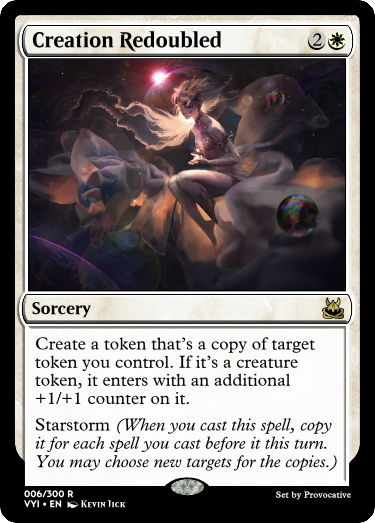 Creation Redoubled 2
Sorcery
Create a token that's a copy of target
token you control. If it's a creature
token, it enters with an additional
+1/+1 counter on it.
Starstorm (When you cast this spell, copy
it for each spell you cast before it this turn.
You may choose new targets for the copies.)
006/300 R
VYI • EN Kevin Jick
Set by Provocative